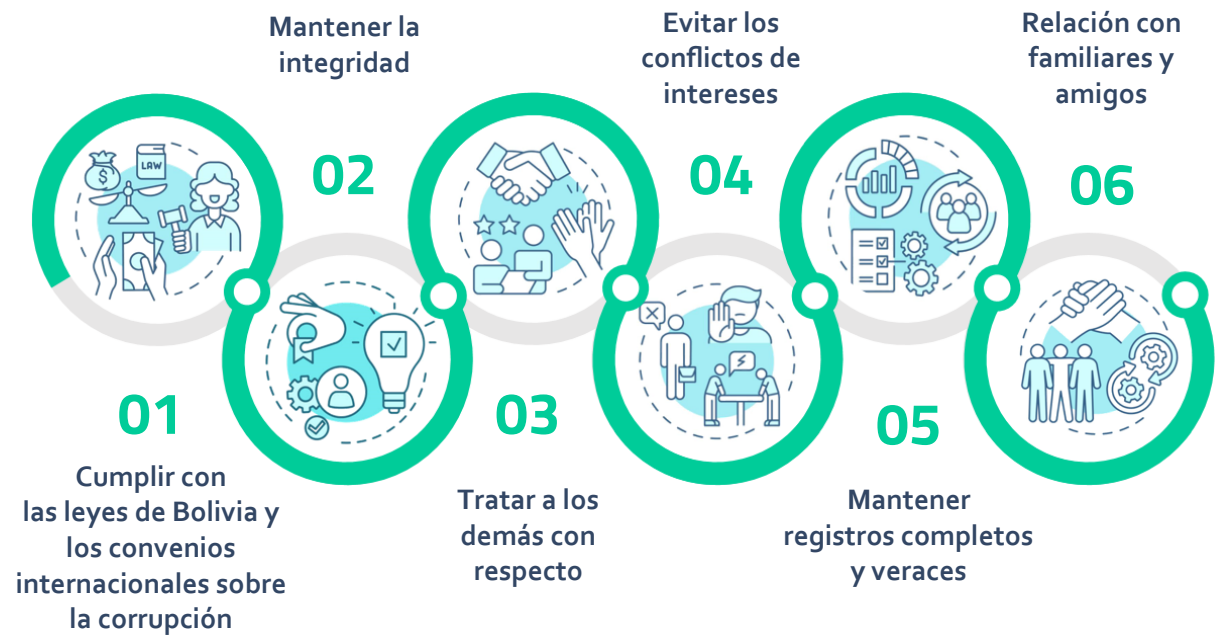 01
Cumplir con
las leyes de Bolivia y
los convenios
internacionales sobre
la corrupción
LAW
$
Mantener la
integridad
02
03
Tratar a los
demás con
respecto
Evitar los
conflictos de
intereses
04
05
Mantener
registros completos
y veraces
Relación con
familiares y
amigos
06